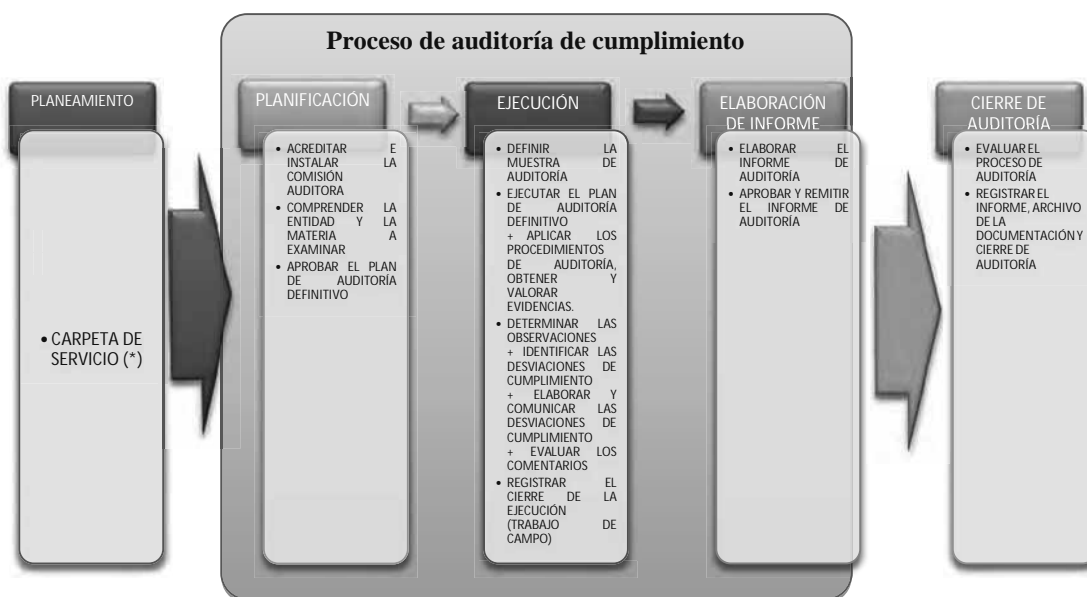 Proceso de auditoría de cumplimiento
PLANEAMIENTO
• CARPETA DE
SERVICIO (*)
PLANIFICACIÓN
• ACREDITAR E
INSTALAR LA
COMISIÓN
AUDITORA
• COMPRENDER LA
ENTIDAD Y LA
MATERIA A
EXAMINAR
• APROBAR EL PLAN
DE AUDITORÍA
DEFINITIVO
EJECUCIÓN
• DEFINIR LA
MUESTRA DE
AUDITORÍA
• EJECUTAR EL PLAN
DE AUDITORÍA
DEFINITIVO
+ APLICAR LOS
PROCEDIMIENTOS
DE AUDITORÍA,
OBTENER Y
VALORAR
EVIDENCIAS.
• DETERMINAR LAS
OBSERVACIONES
+ IDENTIFICAR LAS
DESVIACIONES DE
CUMPLIMIENTO
+ ELABORAR Y
COMUNICAR LAS
DESVIACIONES DE
CUMPLIMIENTO
+ EVALUAR LOS
COMENTARIOS
• REGISTRAR EL
CIERRE DE LA
EJECUCIÓN
(TRABAJO DE
CAMPO)
ELABORACIÓN
DE INFORME
• ELABORAR EL
INFORME DE
AUDITORÍA
• APROBAR Y REMITIR
EL INFORME DE
AUDITORÍA
CIERRE DE
AUDITORÍA
• EVALUAR EL
PROCESO DE
AUDITORÍA
• REGISTRAR EL
INFORME, ARCHIVO
DE LA
DOCUMENTACIÓN Y
CIERRE DE
AUDITORÍA